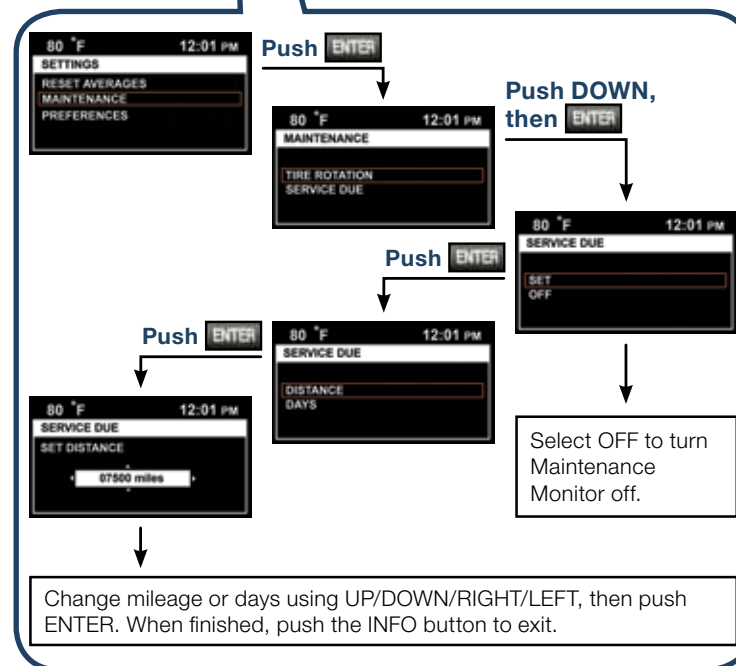 80 °F 12:01 PM
SETTINGS
RESET AVERAGES
MAINTENANCE
PREFERENCES
Push ENTER
80 °F 12:01 PM
MAINTENANCE
TIRE ROTATION
SERVICE DUE
Push DOWN,
then ENTER
80 °F 12:01 PM
SERVICE DUE
SET
OFF
Select OFF to turn
Maintenance
Monitor off.
Push ENTER
80 °F 12:01 PM
SERVICE DUE
DISTANCE
DAYS
Push ENTER
80 °F 12:01 PM
SERVICE DUE
SET DISTANCE
07500 miles
Change mileage or days using UP/DOWN/RIGHT/LEFT, then push
ENTER. When finished, push the INFO button to exit.